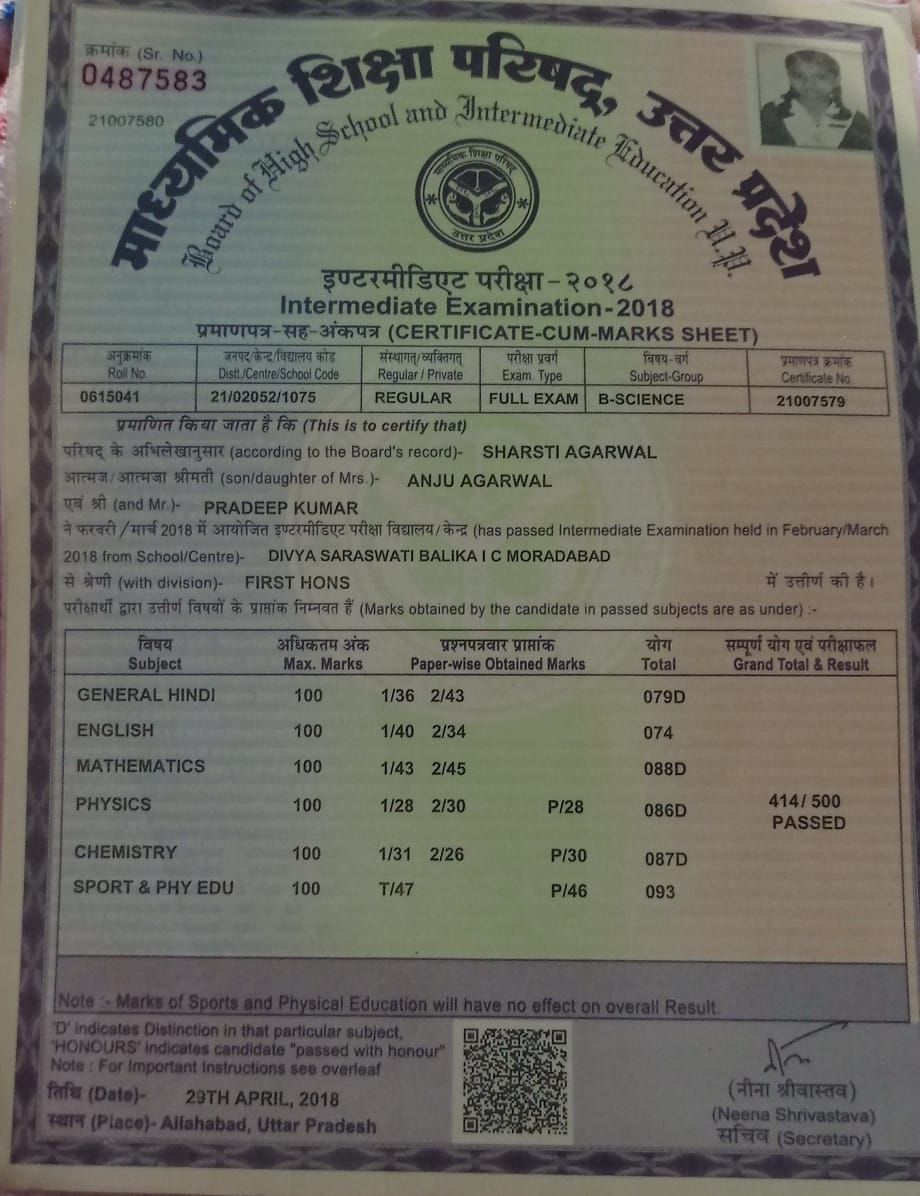 क्रमांक (Sr. No.)
0487583
21007580
माध्यमिक शिक्षा परिषद्, उत्तर प्रदेश
Board of High School and Intermediate Education U.P.
माध्यमिक शिक्षा परिषद्
उत्तर प्रदेश
इण्टरमीडिएट परीक्षा-२०१८
Intermediate Examination-2018
प्रमाणपत्र-सह-अंकपत्र (CERTIFICATE-CUM-MARKS SHEET)
अनुक्रमांक जनपद/केन्द्र/विद्यालय कोड संस्थागत/व्यक्तिगत परीक्षा प्रवर्ग विषय-वर्ग प्रमाणपत्र क्रमांक
Roll No. Distt./Centre/School Code Regular / Private Exam. Type Subject-Group Certificate No.
0615041 21/02052/1075 REGULAR FULL EXAM B-SCIENCE 21007579
प्रमाणित किया जाता है कि (This is to certify that)
परिषद के अभिलेखानुसार (according to the Board's record)- SHARSTI AGARWAL
आत्मज/आत्मजा श्रीमती (son/daughter of Mrs.)- ANJU AGARWAL
एवं श्री (and Mr.)- PRADEEP KUMAR
ने फरवरी/मार्च 2018 में आयोजित इण्टरमीडिएट परीक्षा विद्यालय/केन्द्र (has passed Intermediate Examination held in February/March
2018 from School/Centre)- DIVYA SARASWATI BALIKA I C MORADABAD
से श्रेणी (with division)- FIRST HONS में उत्तीर्ण की है।
परीक्षार्थी द्वारा उत्तीर्ण विषयों के प्राप्तांक निम्नवत हैं (Marks obtained by the candidate in passed subjects are as under) :-
विषय अधिकतम अंक प्रश्नपत्रवार प्राप्तांक योग सम्पूर्ण योग एवं परीक्षाफल
Subject Max. Marks Paper-wise Obtained Marks Total Grand Total & Result
GENERAL HINDI 100 1/36 2/43 079D
ENGLISH 100 1/40 2/34 074
MATHEMATICS 100 1/43 2/45 088D
PHYSICS 100 1/28 2/30 P/28 086D 414/ 500
PASSED
CHEMISTRY 100 1/31 2/26 P/30 087D
SPORT & PHY EDU 100 T/47 P/46 093
Note :- Marks of Sports and Physical Education will have no effect on overall Result.
'D' indicates Distinction in that particular subject,
'HONOURS' indicates candidate "passed with honour"
Note : For Important Instructions see overleaf
तिथि (Date)- 29TH APRIL, 2018
स्थान (Place)- Allahabad, Uttar Pradesh
(नीना श्रीवास्तव)
(Neena Shrivastava)
सचिव (Secretary)